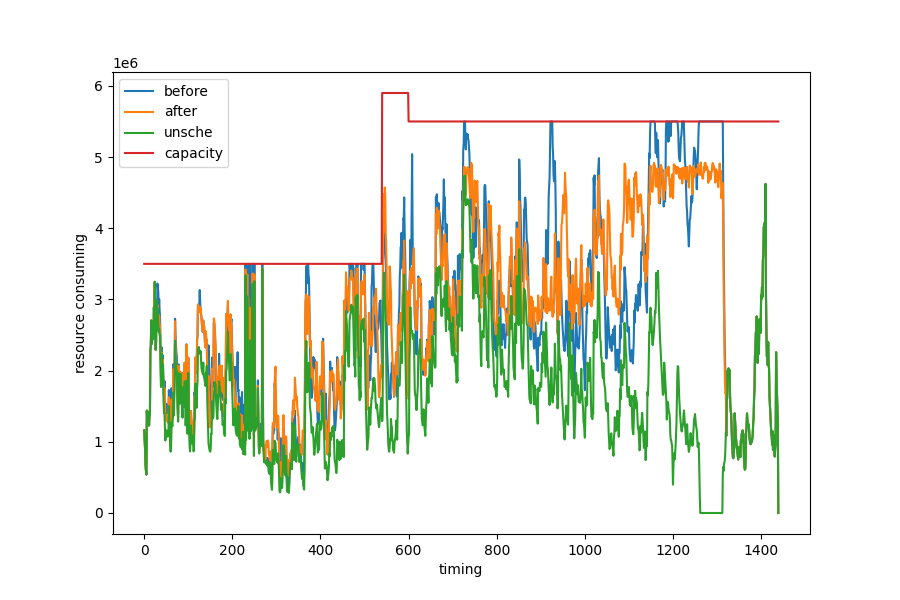 1e6
before
after
unsche
capacity
6
5
4
3
2
1
0
resource consuming
0 200 400 600 800 1000 1200 1400
timing